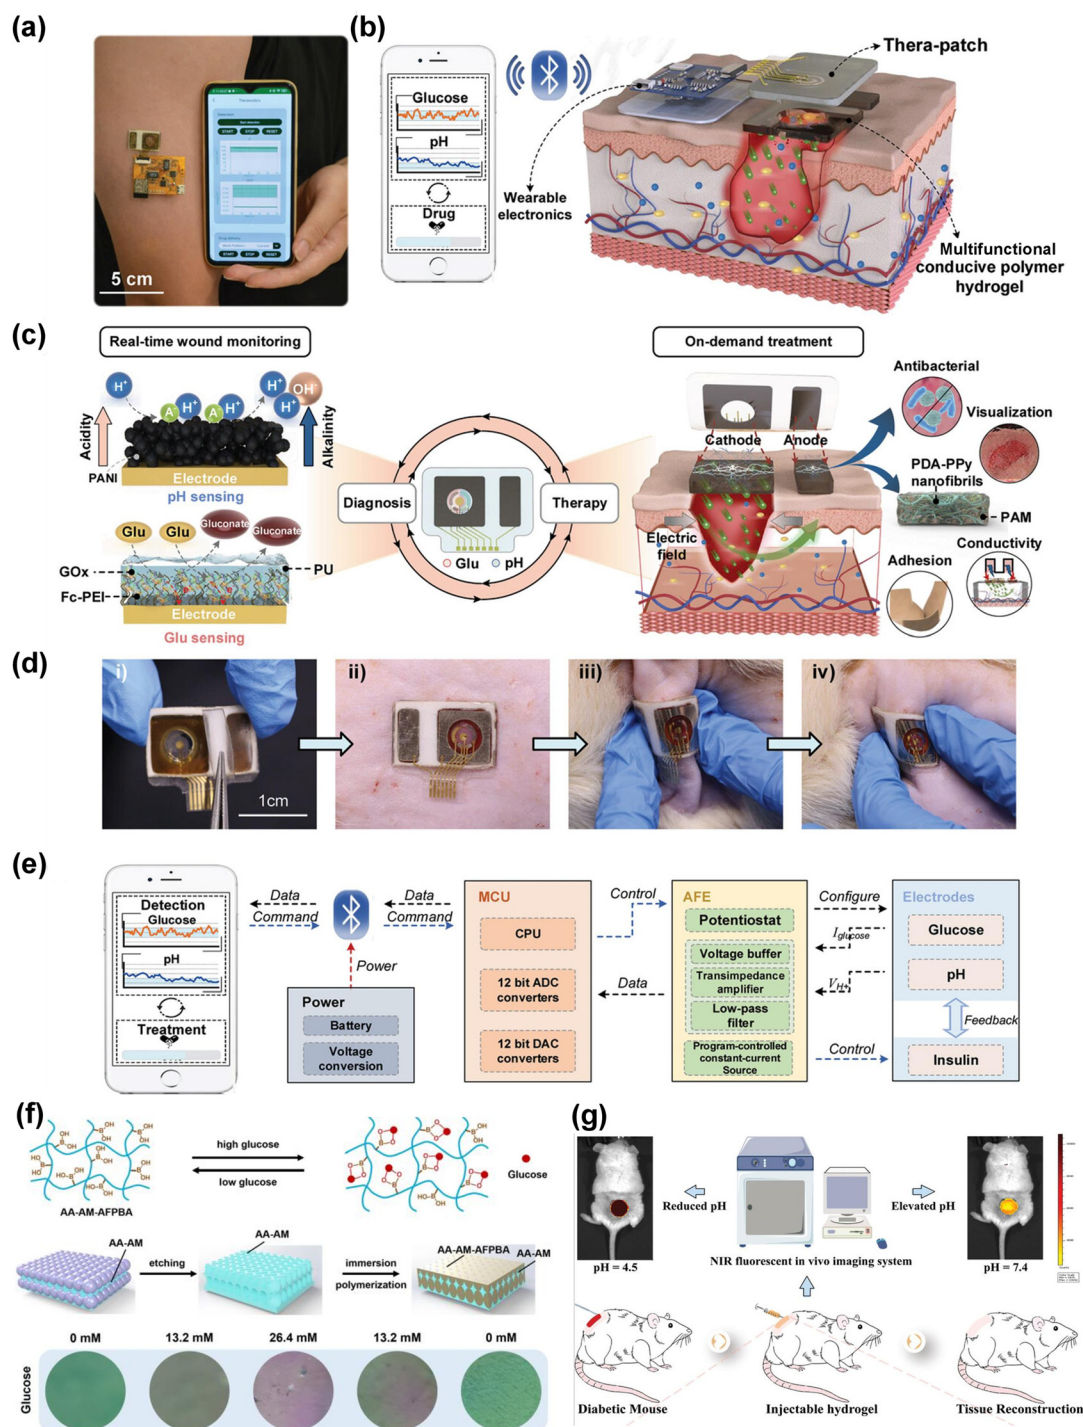 (a)
5 cm
(b)
Glucose
pH
Drug
Wearable
electronics
Thera-patch
Multifunctional
conducive polymer
hydrogel
(c)
Real-time wound monitoring
H+
A-
H+
A-
H+
H+
OH-
H+
Acidity
Alkalinity
PANI
Electrode
pH sensing
Glu
Glu
Gluconate
Gluconate
GOx
PU
Fc-PEI
Electrode
Glu sensing
Diagnosis
Therapy
Glu
pH
On-demand treatment
Cathode
Anode
Electric
field
Antibacterial
Visualization
PDA-PPy
nanofibrils
PAM
Conductivity
Adhesion
(d)
i)
1cm
ii)
iii)
iv)
(e)
Detection
Glucose
pH
Treatment
Data
Command
Data
Command
Power
Power
Battery
Voltage
conversion
MCU
CPU
12 bit ADC
converters
12 bit DAC
converters
Control
Data
AFE
Potentiostat
Voltage buffer
Transimpedance
amplifier
Low-pass
filter
Program-controlled
constant-current
Source
Configure
Iglucose
VH+
Control
Electrodes
Glucose
pH
Feedback
Insulin
(f)
high glucose
low glucose
Glucose
AA-AM-AFPBA
AA-AM
etching
AA-AM
immersion
polymerization
AA-AM-AFPBA
AA-AM
0 mM 13.2 mM 26.4 mM 13.2 mM 0 mM
Glucose
(g)
Reduced pH
Elevated pH
NIR fluorescent in vivo imaging system
pH = 4.5
pH = 7.4
Diabetic Mouse
Injectable hydrogel
Tissue Reconstruction